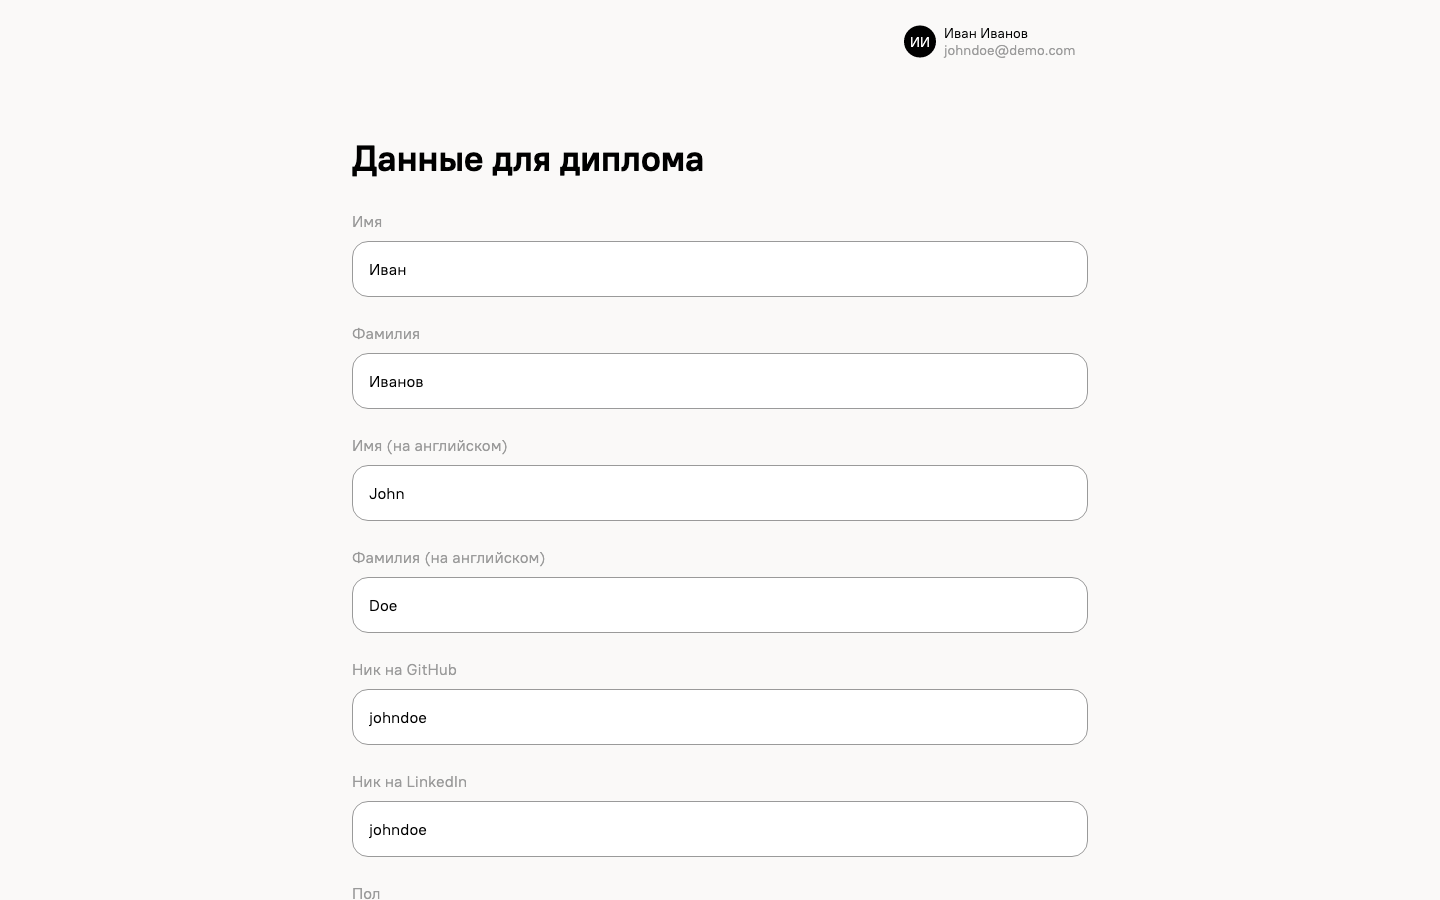 ИИ
Иван Иванов
johndoe@demo.com
Данные для диплома
Имя
Иван
Фамилия
Иванов
Имя (на английском)
John
Фамилия (на английском)
Doe
Ник на GitHub
johndoe
Ник на LinkedIn
johndoe
Пол